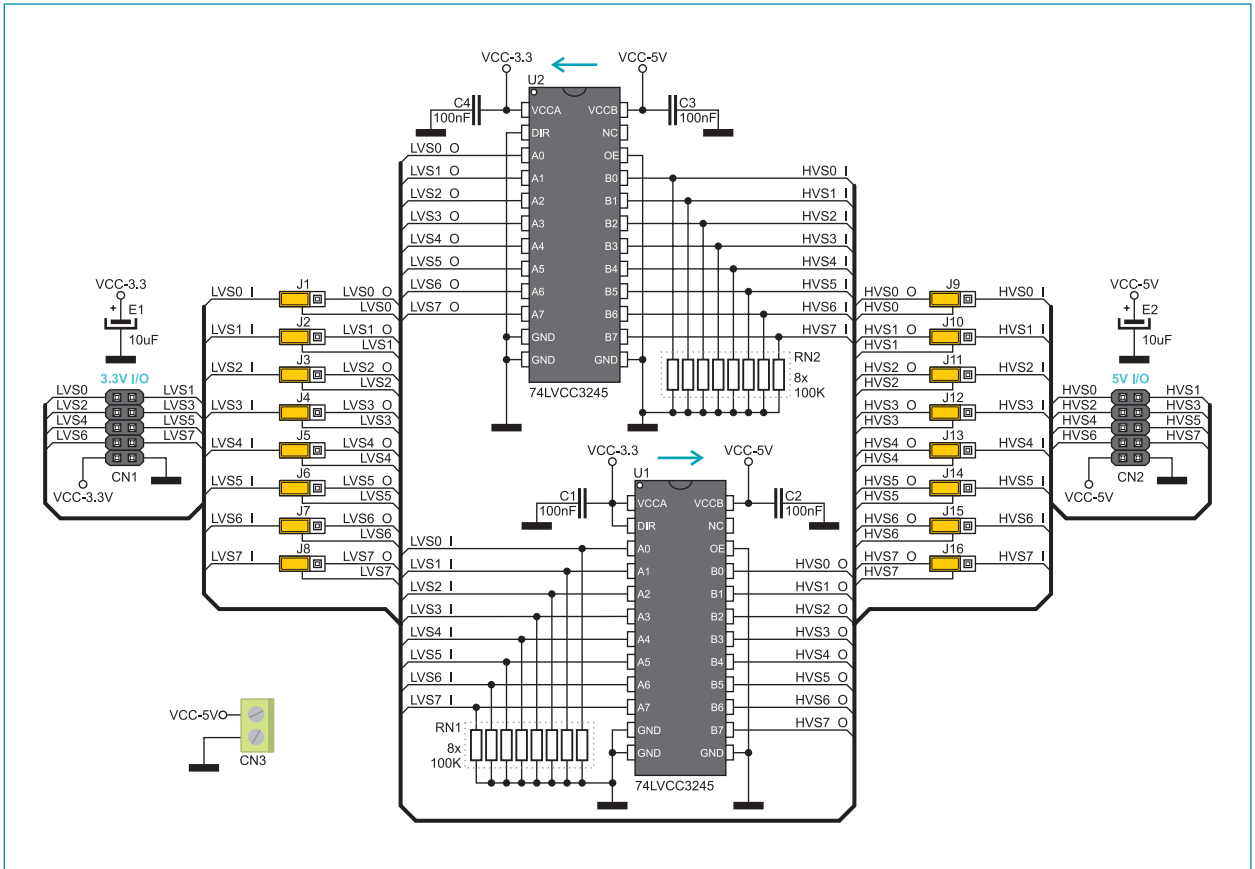 VCC-3.3
VCC-5V
U2
C4
100nF
C3
100nF
VCCA
VCCB
DIR
NC
OE
A0
A1
A2
A3
A4
A5
A6
A7
GND
GND
B0
B1
B2
B3
B4
B5
B6
B7
GND
74LVCC3245
LVS0 O
LVS1 O
LVS2 O
LVS3 O
LVS4 O
LVS5 O
LVS6 O
LVS7 O
HVS0 I
HVS1 I
HVS2 I
HVS3 I
HVS4 I
HVS5 I
HVS6 I
HVS7 I
RN2
8x
100K
VCC-3.3
E1
+
10uF
3.3V I/O
LVS0
LVS1
LVS2
LVS3
LVS4
LVS5
LVS6
LVS7
CN1
VCC-3.3V
LVS0 I
J1
LVS0 O
LVS0
LVS1 I
J2
LVS1 O
LVS1
LVS2 I
J3
LVS2 O
LVS2
LVS3 I
J4
LVS3 O
LVS3
LVS4 I
J5
LVS4 O
LVS4
LVS5 I
J6
LVS5 O
LVS5
LVS6 I
J7
LVS6 O
LVS6
LVS7 I
J8
LVS7 O
LVS7
HVS0 O
HVS0
J9
HVS0 I
HVS1 O
HVS1
J10
HVS1 I
HVS2 O
HVS2
J11
HVS2 I
HVS3 O
HVS3
J12
HVS3 I
HVS4 O
HVS4
J13
HVS4 I
HVS5 O
HVS5
J14
HVS5 I
HVS6 O
HVS6
J15
HVS6 I
HVS7 O
HVS7
J16
HVS7 I
VCC-5V
+
E2
10uF
5V I/O
HVS0
HVS1
HVS2
HVS3
HVS4
HVS5
HVS6
HVS7
CN2
VCC-5V
VCC-3.3
VCC-5V
U1
C1
100nF
C2
100nF
VCCA
VCCB
DIR
NC
OE
A0
A1
A2
A3
A4
A5
A6
A7
GND
GND
B0
B1
B2
B3
B4
B5
B6
B7
GND
74LVCC3245
LVS0 I
LVS1 I
LVS2 I
LVS3 I
LVS4 I
LVS5 I
LVS6 I
LVS7 I
HVS0 O
HVS1 O
HVS2 O
HVS3 O
HVS4 O
HVS5 O
HVS6 O
HVS7 O
RN1
8x
100K
VCC-5V
CN3